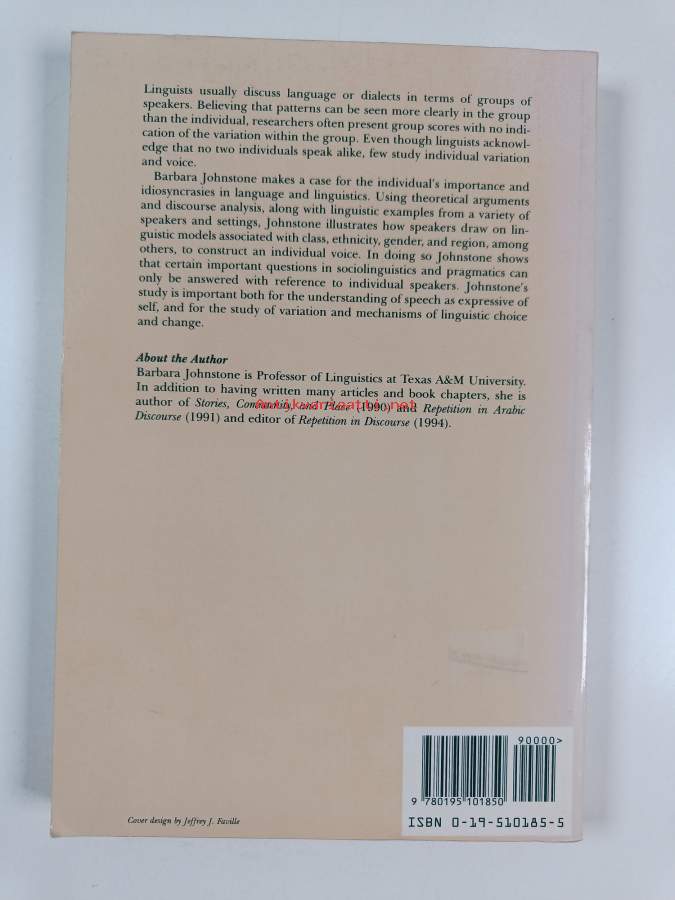 Linguists usually discuss language or dialects in terms of groups of
speakers. Believing that patterns can be seen more clearly in the group
than the individual, researchers often present group scores with no indi-
cation of the variation within the group. Even though linguists acknowl-
edge that no two individuals speak alike, few study individual variation
and voice.
Barbara Johnstone makes a case for the individual's importance and
idiosyncrasies in language and linguistics. Using theoretical arguments
and discourse analysis, along with linguistic examples from a variety of
speakers and settings, Johnstone illustrates how speakers draw on lin-
guistic models associated with class, ethnicity, gender, and region, among
others, to construct an individual voice. In doing so Johnstone shows
that certain important questions in sociolinguistics and pragmatics can
only be answered with reference to individual speakers. Johnstone's
study is important both for the understanding of speech as expressive of
self, and for the study of variation and mechanisms of linguistic choice
and change.
About the Author
Barbara Johnstone is Professor of Linguistics at Texas A&M University.
In addition to having written many articles and book chapters, she is
author of Stories, Community, and Place (1990) and Repetition in Arabic
Antikvariaatti.net
Discourse (1991) and editor of Repetition in Discourse (1994).
90000>
9 780195 101850
ISBN 0-19-510185-5
Cover design by Jeffrey J. Faville